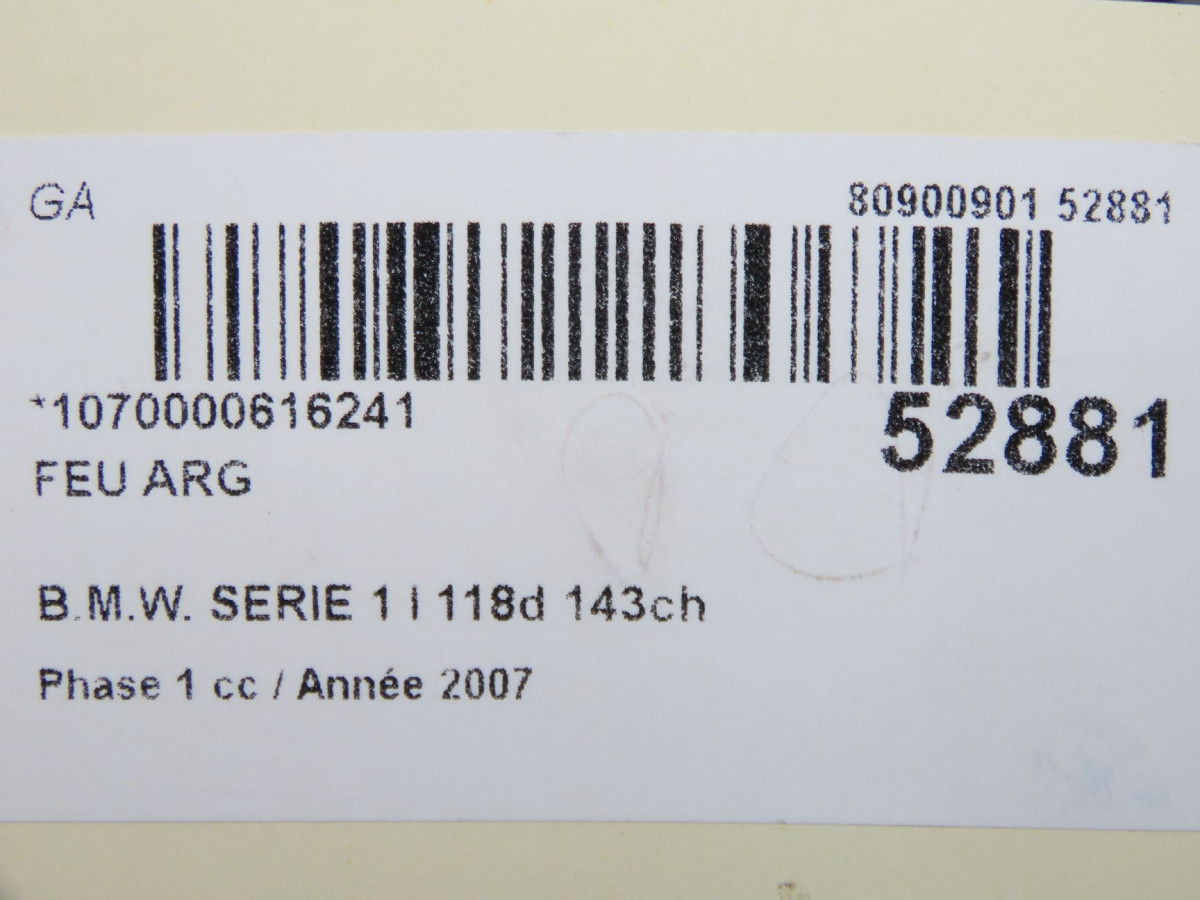 GA 80900901 52881
*1070000616241
52881
FEU ARG
B.M.W. SERIE 1 I 118d 143ch
Phase 1 cc / Année 2007